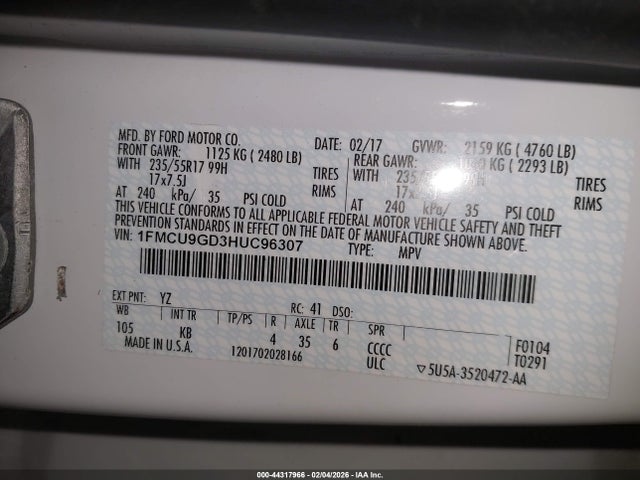 MFD. BY FORD MOTOR CO. DATE: 02/17 GVWR: 2159 KG ( 4760 LB)
FRONT GAWR: 1125 KG ( 2480 LB) REAR GAWR: KG ( 2293 LB)
WITH 235/55R17 99H TIRES WITH TIRES
17x7.5J RIMS RIMS
AT 240 kPa/ 35 PSI COLD AT 240 kPa/ 35 PSI COLD
THIS VEHICLE CONFORMS TO ALL APPLICABLE FEDERAL MOTOR VEHICLE SAFETY AND THEFT
PREVENTION STANDARDS IN EFFECT ON THE DATE OF MANUFACTURE SHOWN ABOVE.
VIN: 1FMCU9GD3HUC96307 TYPE: MPV
EXT PNT: YZ RC: 41 DSO:
WB INT TR TP/PS R AXLE TR SPR F0104
105 KB 4 35 6 CCCC T0291
MADE IN U.S.A. 1201702028166 ULC ▽5U5A-3520472-AA
000-44317966 - 02/04/2026 - IAA Inc.